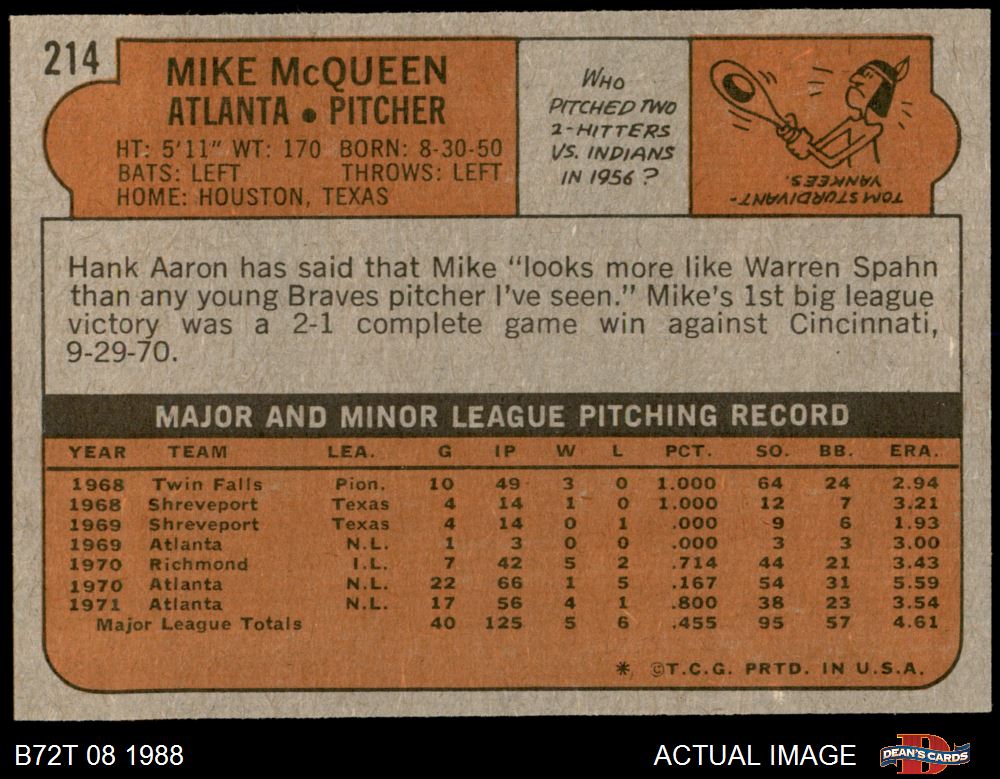 214
MIKE McQUEEN
ATLANTA • PITCHER
HT: 5'11" WT: 170 BORN: 8-30-50
BATS: LEFT THROWS: LEFT
HOME: HOUSTON, TEXAS
WHO
PITCHED TWO
2-HITTERS
VS. INDIANS
IN 1956?
TOM STURDIVANT-
YANKEES.
Hank Aaron has said that Mike "looks more like Warren Spahn
than any young Braves pitcher I've seen." Mike's 1st big league
victory was a 2-1 complete game win against Cincinnati,
9-29-70.
MAJOR AND MINOR LEAGUE PITCHING RECORD
YEAR TEAM LEA. G IP W L PCT. SO. BB. ERA.
1968 Twin Falls Pion. 10 49 3 0 1.000 64 24 2.94
1968 Shreveport Texas 4 14 1 0 1.000 12 7 3.21
1969 Shreveport Texas 4 14 0 1 .000 9 6 1.93
1969 Atlanta N.L. 1 3 0 0 .000 3 3 3.00
1970 Richmond I.L. 7 42 5 2 .714 44 21 3.43
1970 Atlanta N.L. 22 66 1 5 .167 54 31 5.59
1971 Atlanta N.L. 17 56 4 1 .800 38 23 3.54
Major League Totals 40 125 5 6 .455 95 57 4.61
* ©T.C.G. PRTD. IN U.S.A.
B72T 08 1988
ACTUAL IMAGE
DEAN'S CARDS